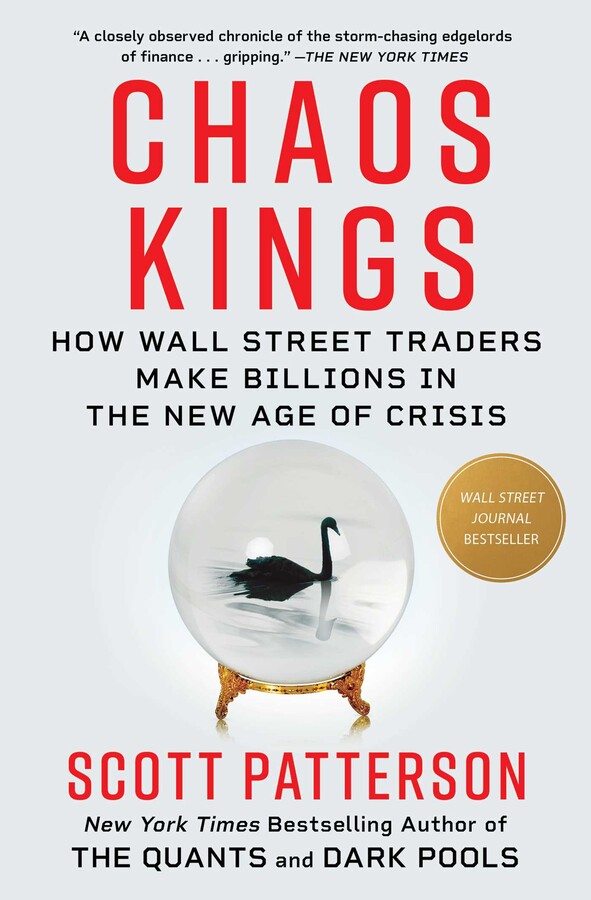 “A closely observed chronicle of the storm-chasing edgelords
of finance . . . gripping.” —THE NEW YORK TIMES
CHAOS
KINGS
HOW WALL STREET TRADERS
MAKE BILLIONS IN
THE NEW AGE OF CRISIS
WALL STREET
JOURNAL
BESTSELLER
SCOTT PATTERSON
New York Times Bestselling Author of
THE QUANTS and DARK POOLS